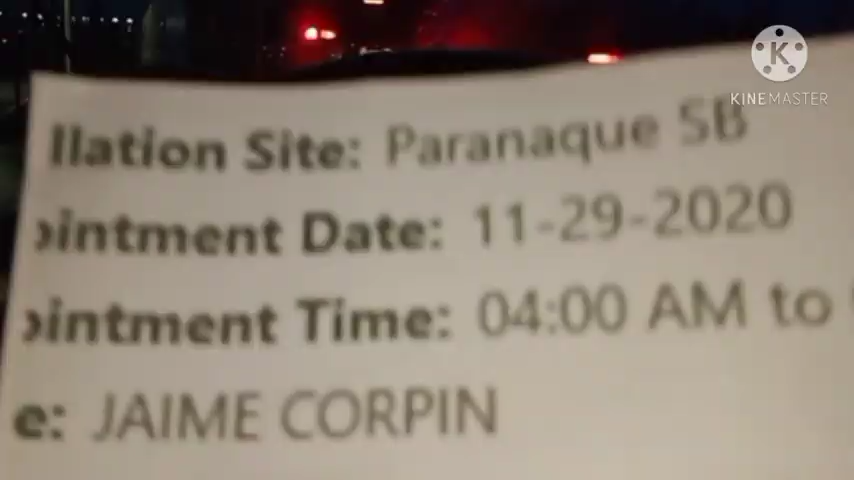 KINEMASTER
llation Site: Paranaque SB
ointment Date: 11-29-2020
ointment Time: 04:00 AM to
e: JAIME CORPIN